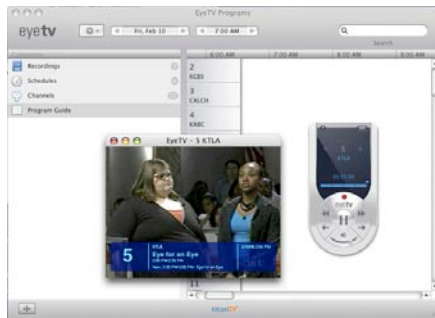 EyeTV Programs
eyetv
Fri, Feb 10
7:00 AM
Search
6:00 AM 7:00 AM 8:00 AM 9:00 AM
Recordings
Schedules
Channels
Program Guide
2
KCBS
3
CALCH
4
KNBC
EyeTV - 5 KTLA
5
KTLA
Eye for an Eye
5
KTLA
eyetv
11
titanTV